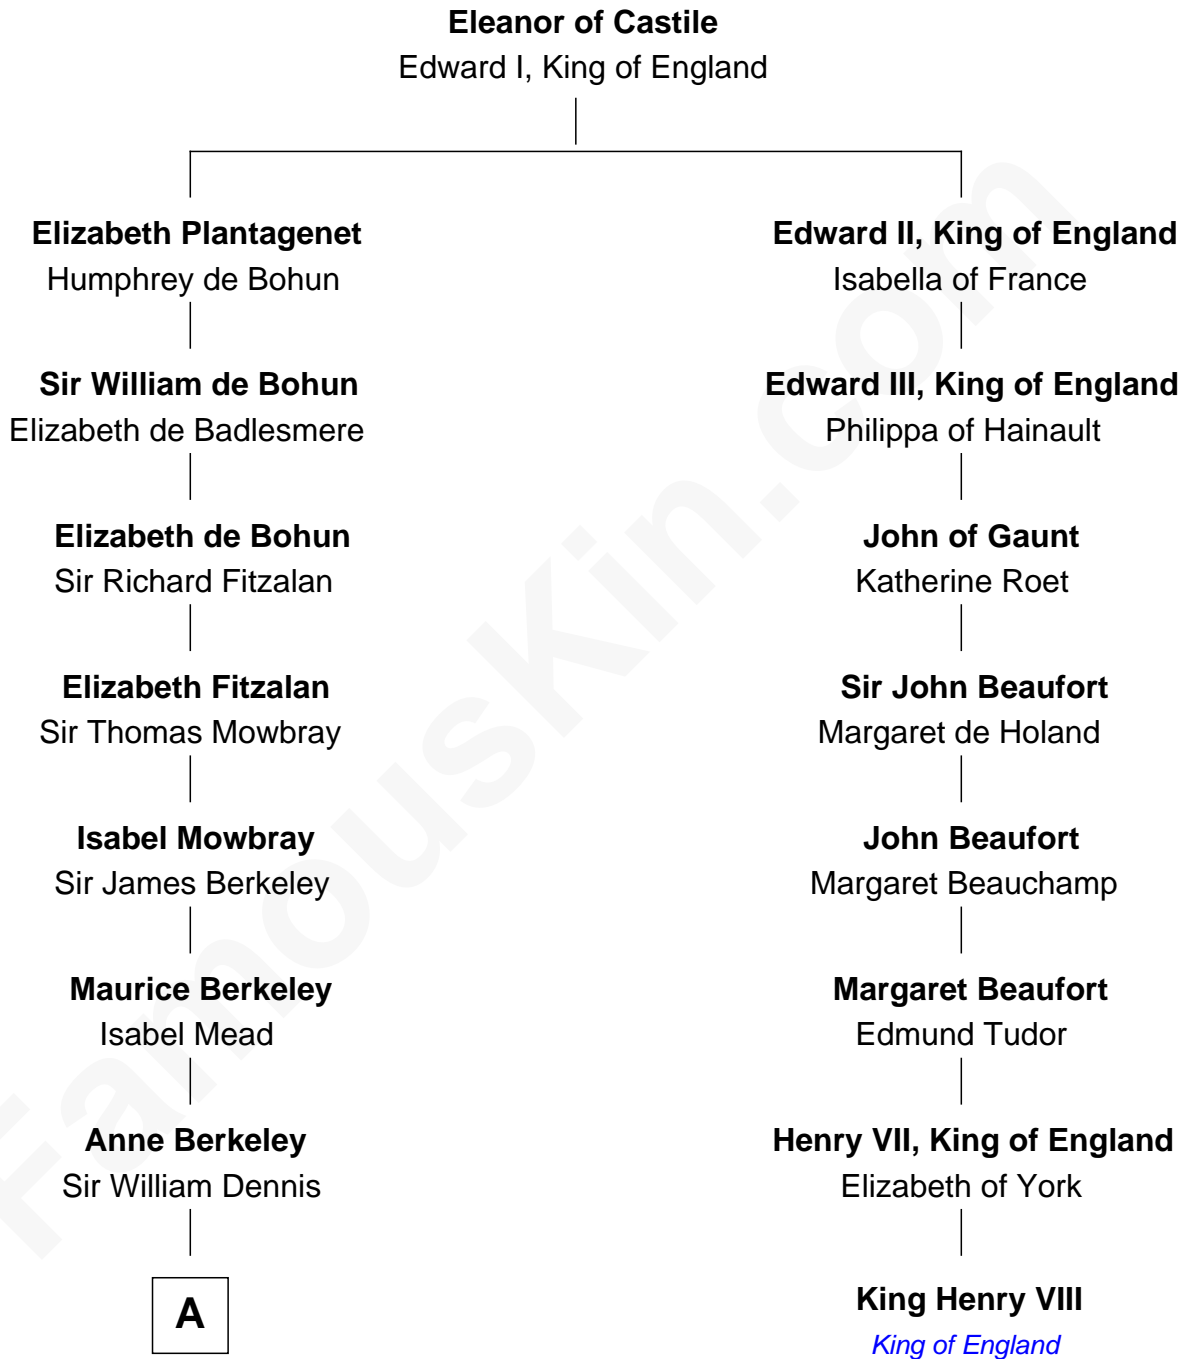 Eleanor of Castile
Edward I, King of England
Elizabeth Plantagenet
Humphrey de Bohun
Edward II, King of England
Isabella of France
Sir William de Bohun
Elizabeth de Badlesmere
Edward III, King of England
Philippa of Hainault
Elizabeth de Bohun
Sir Richard Fitzalan
John of Gaunt
Katherine Roet
Elizabeth Fitzalan
Sir Thomas Mowbray
Sir John Beaufort
Margaret de Holand
Isabel Mowbray
Sir James Berkeley
John Beaufort
Margaret Beauchamp
Maurice Berkeley
Isabel Mead
Margaret Beaufort
Edmund Tudor
Anne Berkeley
Sir William Dennis
Henry VII, King of England
Elizabeth of York
A
King Henry VIII
King of England
FamousKin.com